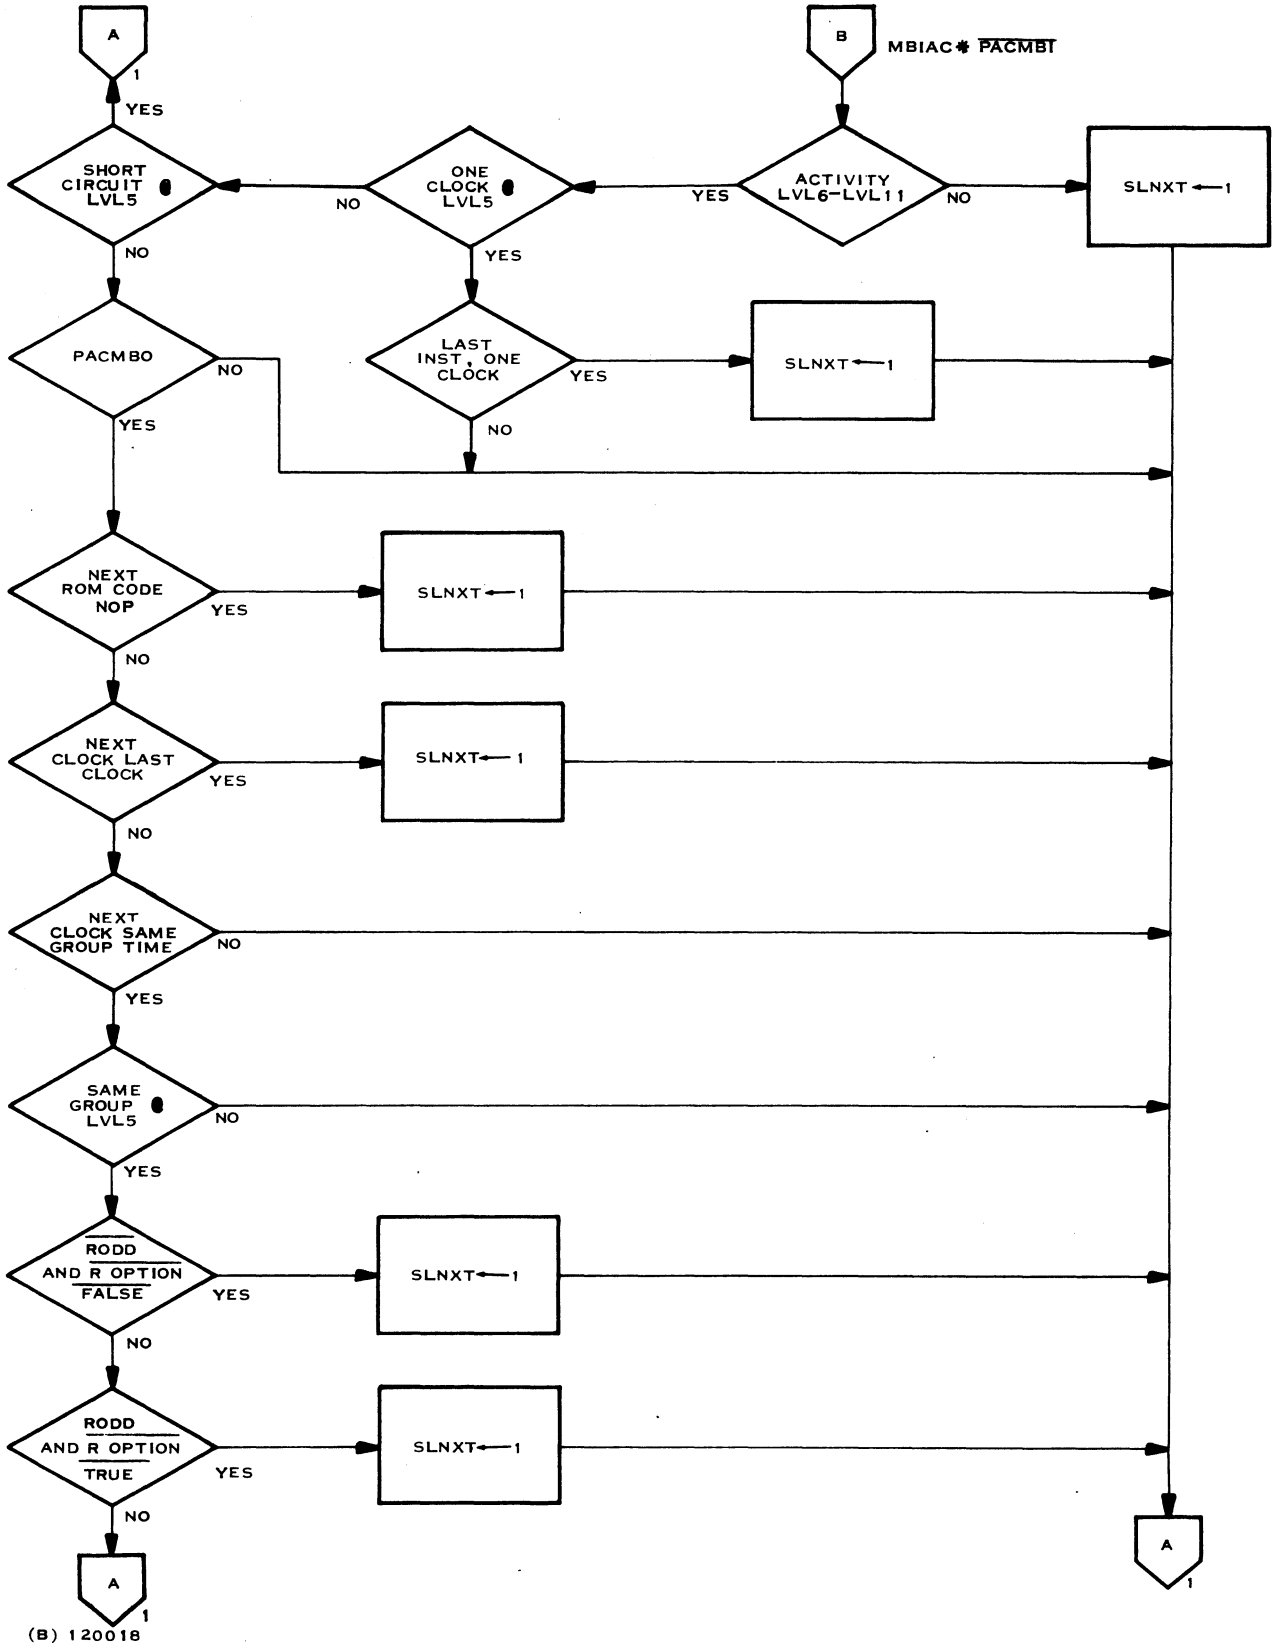 A
1
B
MBIAC* PACMBI
YES
SHORT
CIRCUIT @
LVL5
NO
ONE
CLOCK @
LVL5
YES
ACTIVITY
LVL6-LVL11
NO
SLNXT ← 1
NO
YES
PACMBO
NO
YES
LAST
INST, ONE
CLOCK
YES
NO
SLNXT ← 1
NEXT
ROM CODE
NOP
YES
NO
SLNXT ← 1
NEXT
CLOCK LAST
CLOCK
YES
NO
SLNXT ← 1
NEXT
CLOCK SAME
GROUP TIME
NO
YES
SAME
GROUP @
LVL5
NO
YES
RODD
AND R OPTION
FALSE
YES
NO
SLNXT ← 1
RODD
AND R OPTION
TRUE
YES
NO
SLNXT ← 1
A
1
A
1
(B) 120018